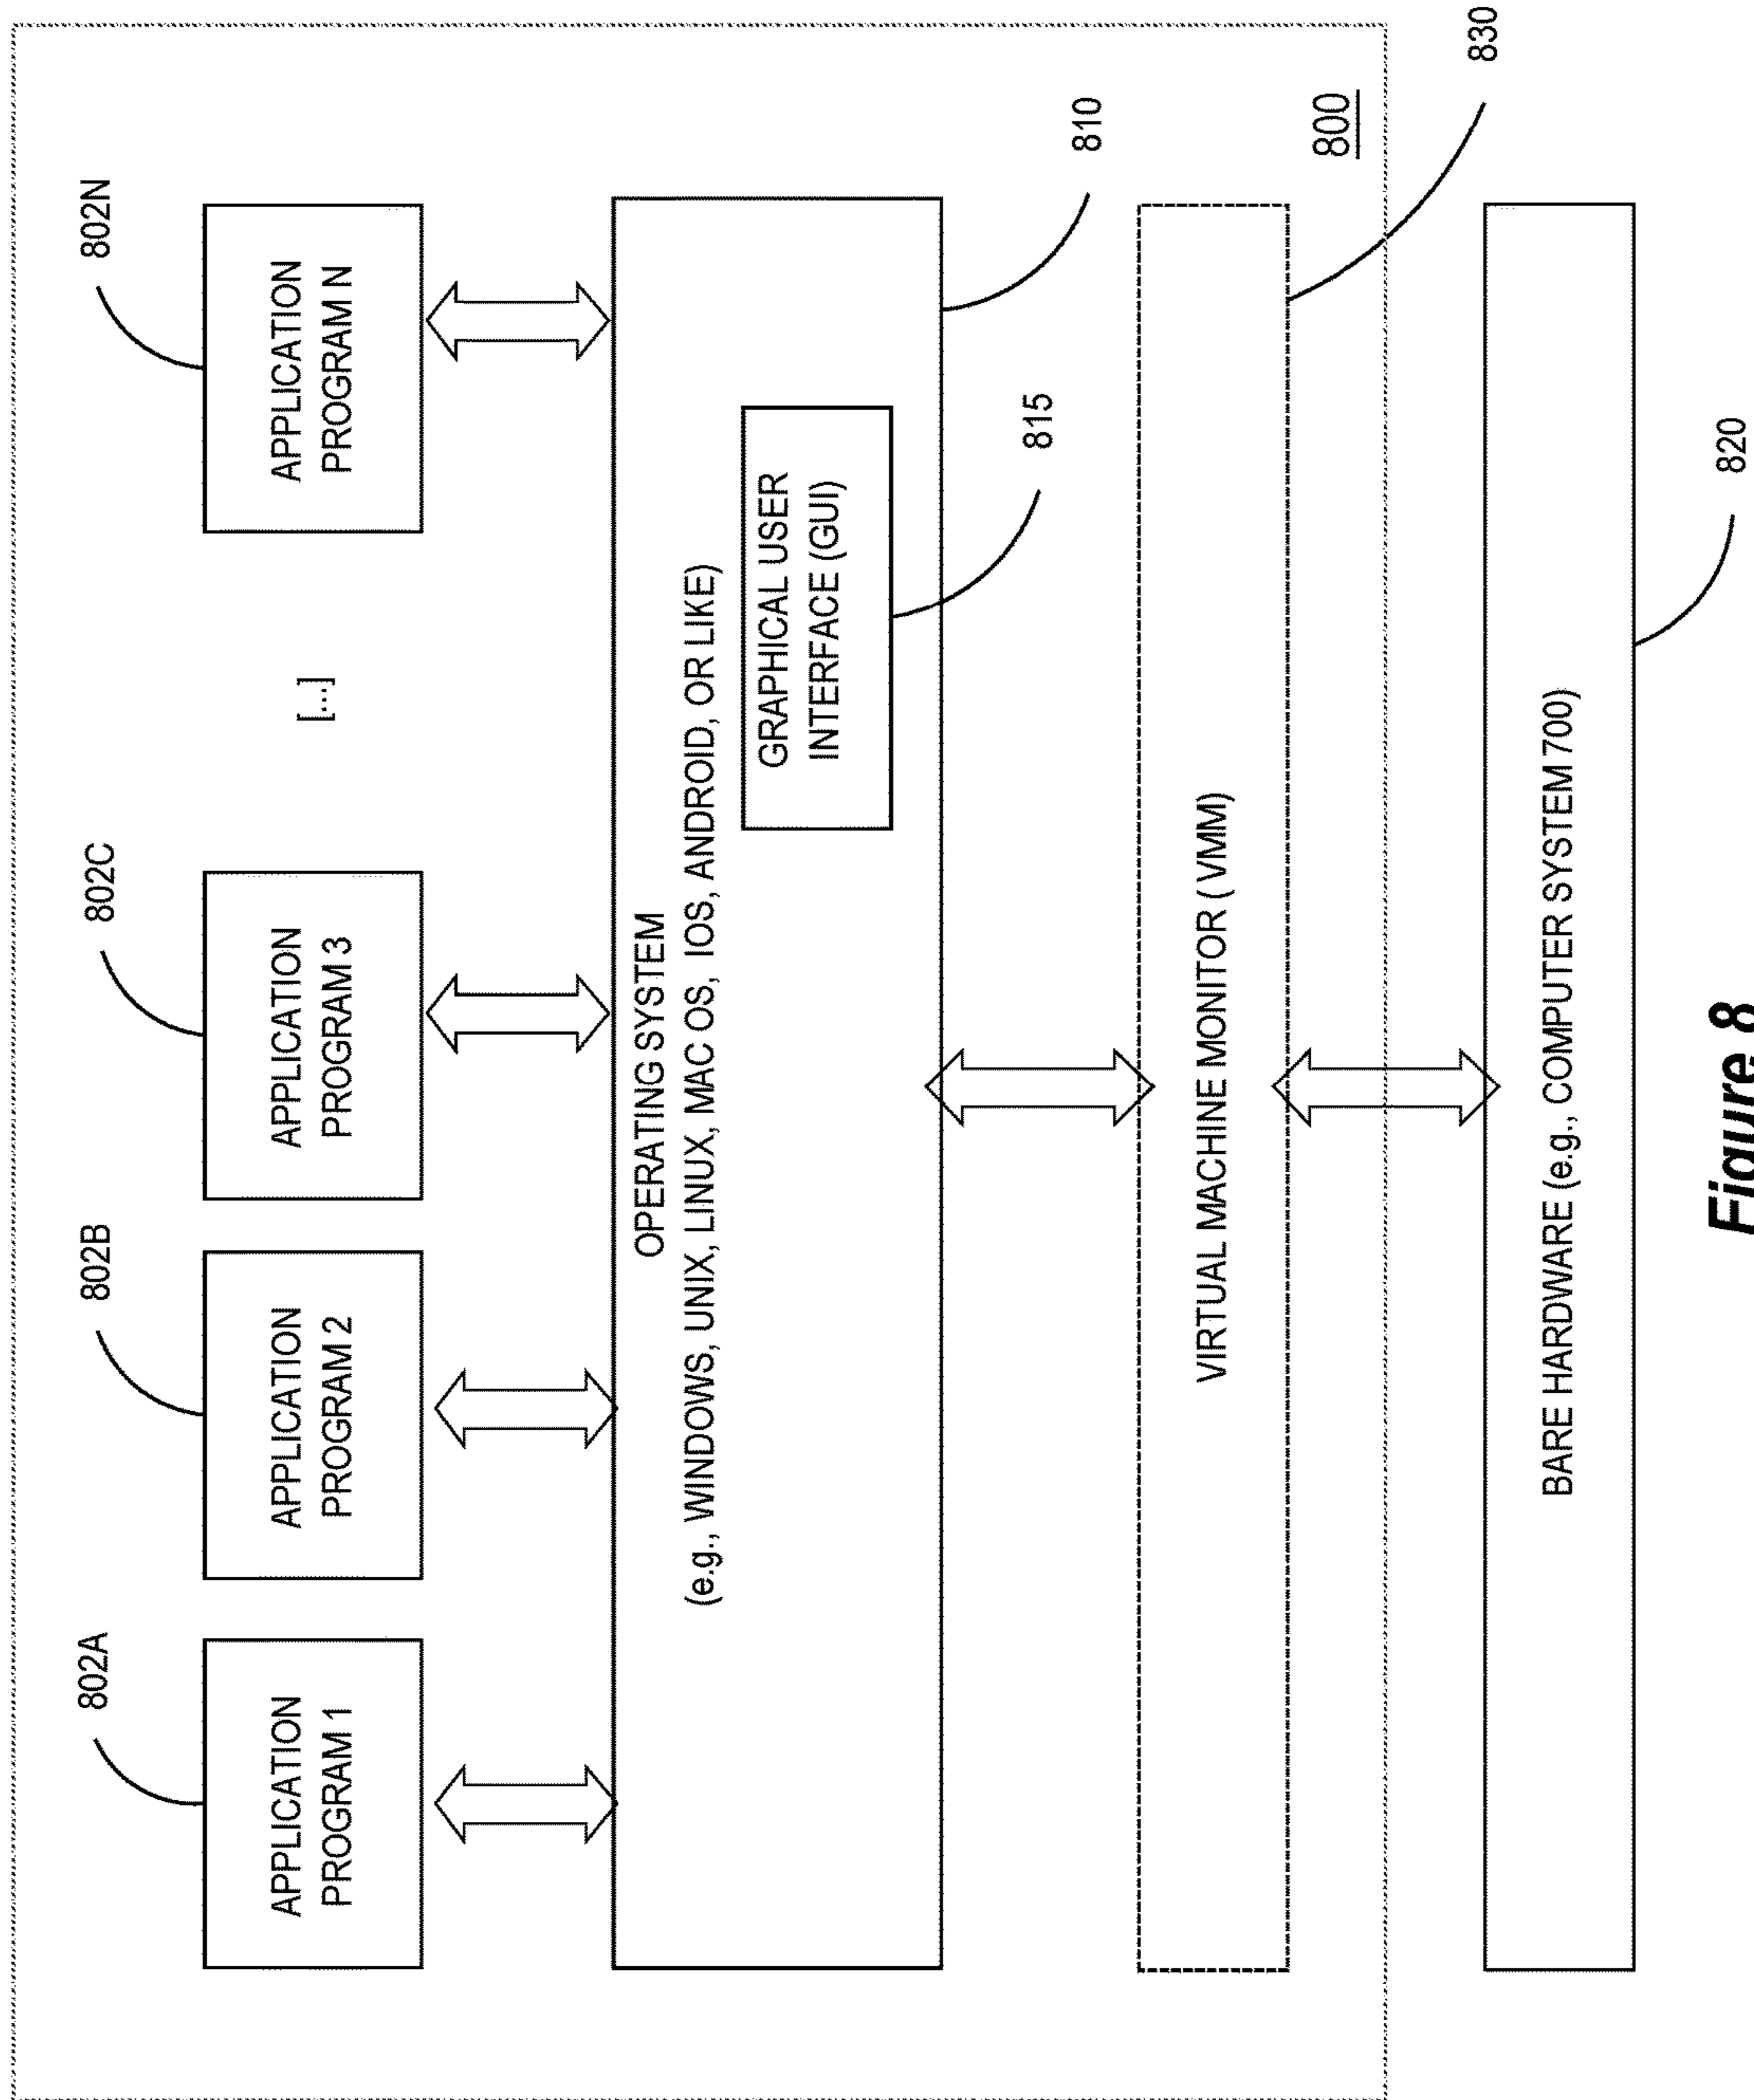 802A
802B
802C
802N
APPLICATION
PROGRAM 1
APPLICATION
PROGRAM 2
APPLICATION
PROGRAM 3
[...]
APPLICATION
PROGRAM N
OPERATING SYSTEM
(e.g., WINDOWS, UNIX, LINUX, MAC OS, IOS, ANDROID, OR LIKE)
GRAPHICAL USER
INTERFACE (GUI)
815
810
VIRTUAL MACHINE MONITOR (VMM)
800
830
BARE HARDWARE (e.g., COMPUTER SYSTEM 700)
820
Figure 8